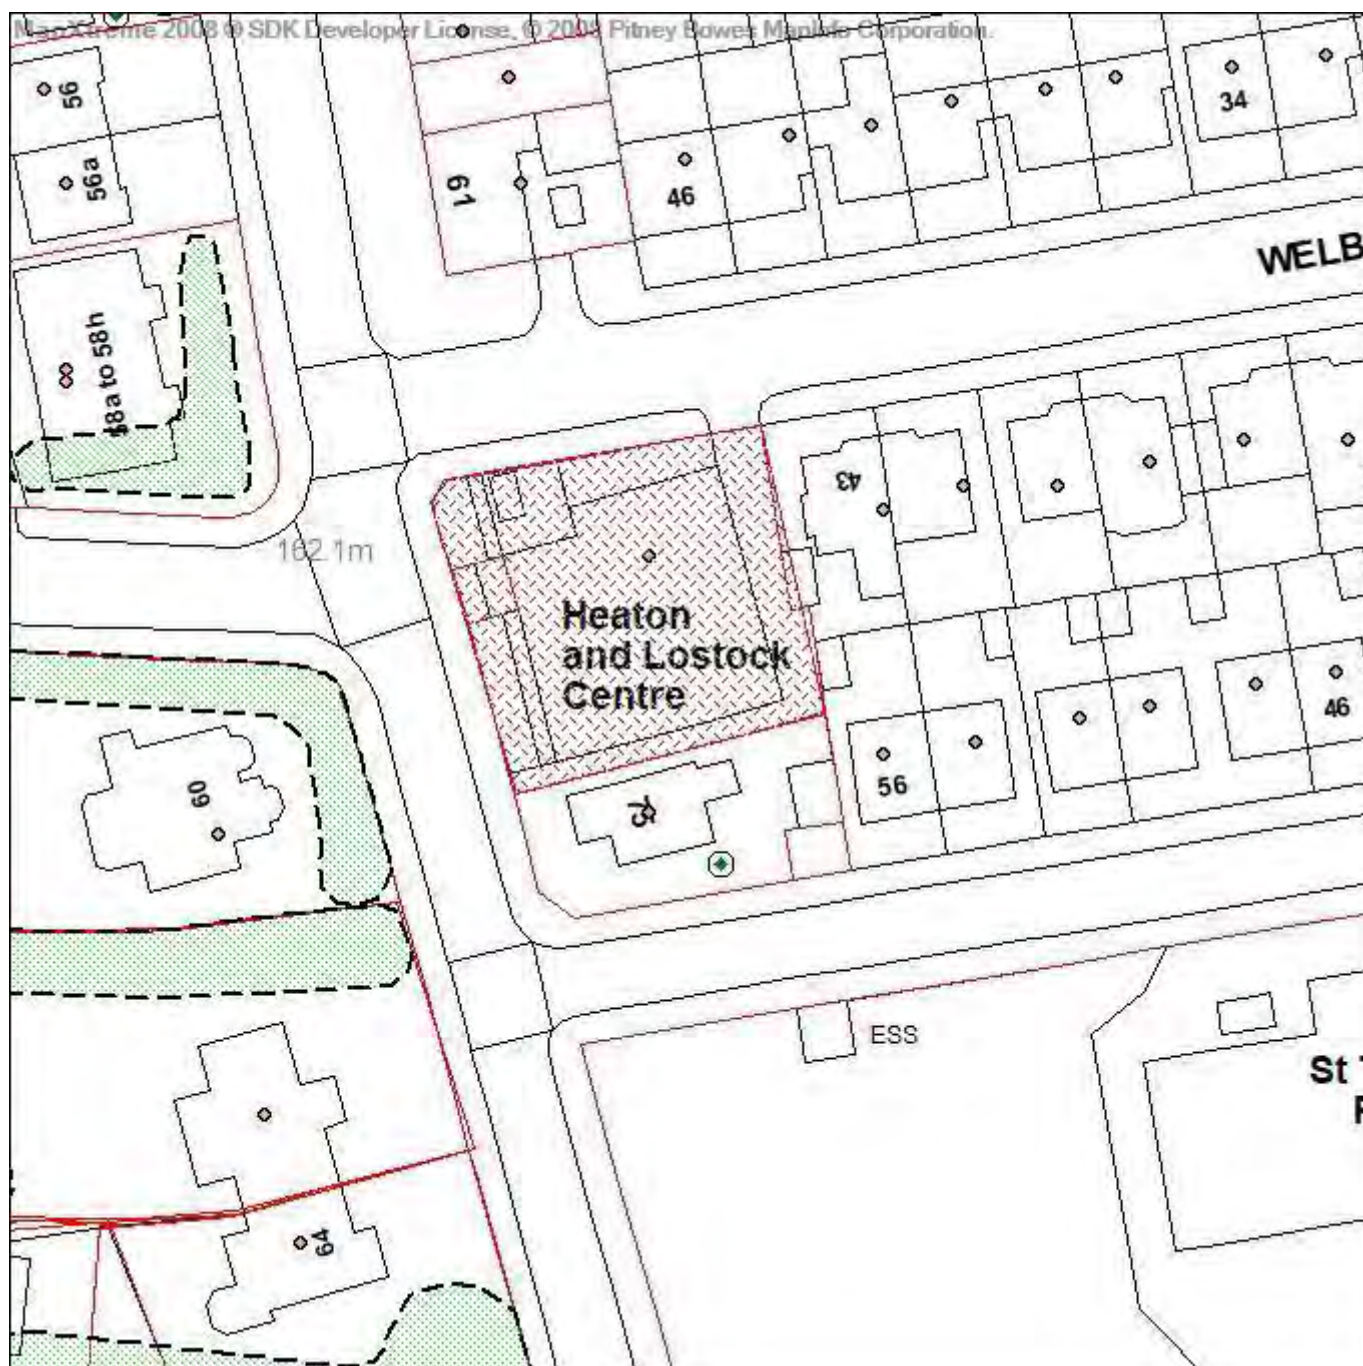 MapXtreme 2008 © SDK Developer License. © 2008 Pitney Bowes MapInfo Corporation.
56
56a
61
46
34
WELB
58a to 58h
43
162.1m
Heaton
and Lostock
Centre
46
56
60
ESS
St
64